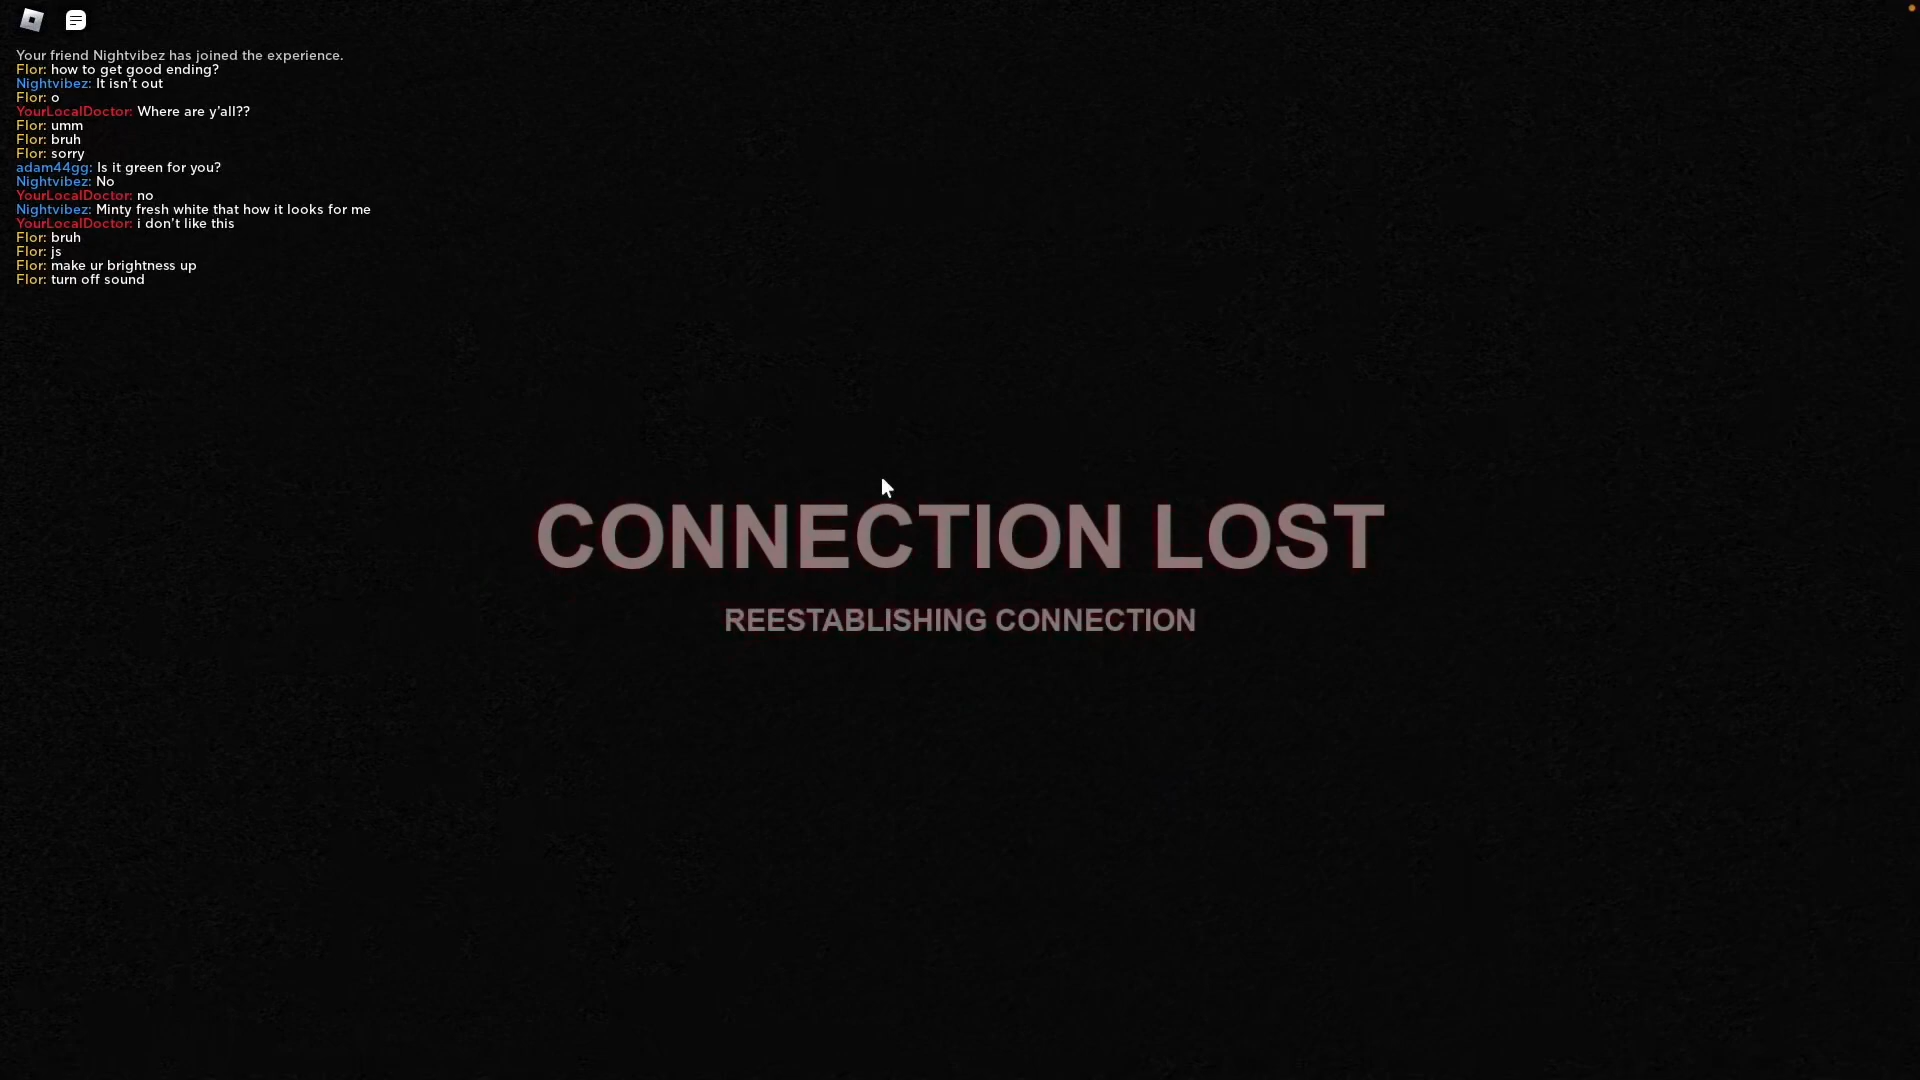 Your friend Nightvibez has joined the experience.
Flor: how to get good ending?
Nightvibez: It isn't out
Flor: o
YourLocalDoctor: Where are y'all??
Flor: umm
Flor: bruh
Flor: sorry
adam44gg: Is it green for you?
Nightvibez: No
YourLocalDoctor: no
Nightvibez: Minty fresh white that how it looks for me
YourLocalDoctor: i don't like this
Flor: bruh
Flor: js
Flor: make ur brightness up
Flor: turn off sound
CONNECTION LOST
REESTABLISHING CONNECTION